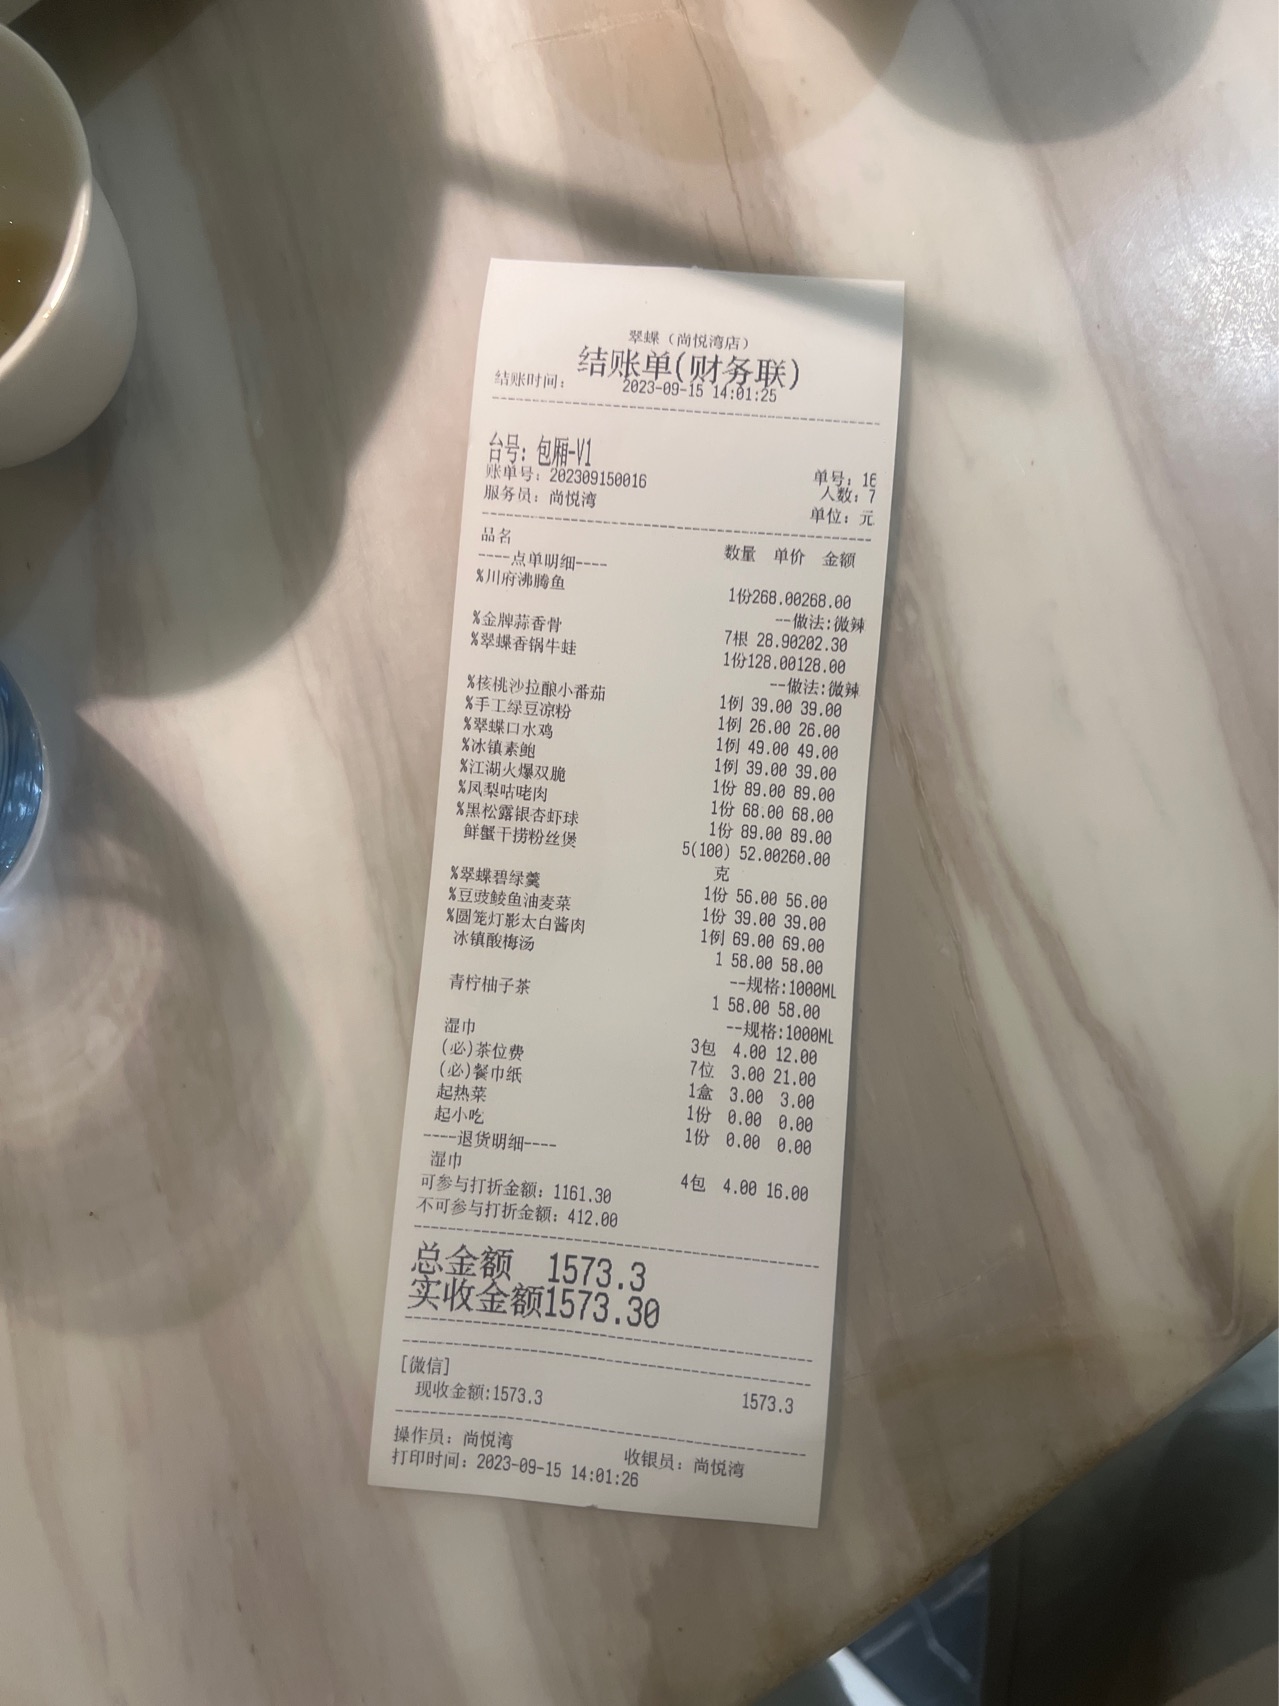 翠蝶（尚悦湾店）
结账单(财务联)
结账时间： 2023-09-15 14:01:25
台号: 包厢-V1
账单号: 202309150016 单号: 16
服务员: 尚悦湾 人数: 7
单位: 元
品名 数量 单价 金额
----点单明细----
%川府沸腾鱼 1份268.00268.00
--做法:微辣
%金牌蒜香骨 7根 28.90202.30
%翠蝶香锅牛蛙 1份128.00128.00
--做法:微辣
%核桃沙拉酿小番茄 1例 39.00 39.00
%手工绿豆凉粉 1例 26.00 26.00
%翠蝶口水鸡 1例 49.00 49.00
%冰镇素鲍 1例 39.00 39.00
%江湖火爆双脆 1份 89.00 89.00
%凤梨咕咾肉 1份 68.00 68.00
%黑松露银杏虾球 1份 89.00 89.00
鲜蟹干捞粉丝煲 5(100) 52.00260.00
克
%翠蝶碧绿羹 1份 56.00 56.00
%豆豉鲮鱼油麦菜 1份 39.00 39.00
%圆笼灯影太白酱肉 1例 69.00 69.00
冰镇酸梅汤 1 58.00 58.00
--规格:1000ML
青柠柚子茶 1 58.00 58.00
--规格:1000ML
湿巾 3包 4.00 12.00
(必)茶位费 7位 3.00 21.00
(必)餐巾纸 1盒 3.00 3.00
起热菜 1份 0.00 0.00
起小吃 1份 0.00 0.00
----退货明细----
湿巾 4包 4.00 16.00
可参与打折金额: 1161.30
不可参与打折金额: 412.00
总金额 1573.3
实收金额1573.30
[微信]
现收金额:1573.3 1573.3
操作员: 尚悦湾 收银员: 尚悦湾
打印时间: 2023-09-15 14:01:26